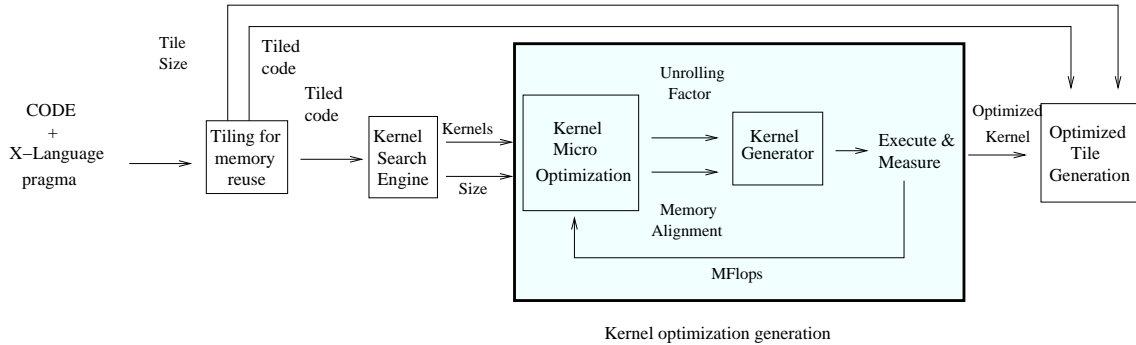 Tile
Size
Tiled
code
Tiled
code
CODE
+
X−Language
pragma
Tiling for
memory
reuse
Kernel
Search
Engine
Kernels
Size
Kernel
Micro
Optimization
Unrolling
Factor
Memory
Alignment
Kernel
Generator
Execute &
Measure
MFlops
Optimized
Kernel
Optimized
Tile
Generation
Kernel optimization generation